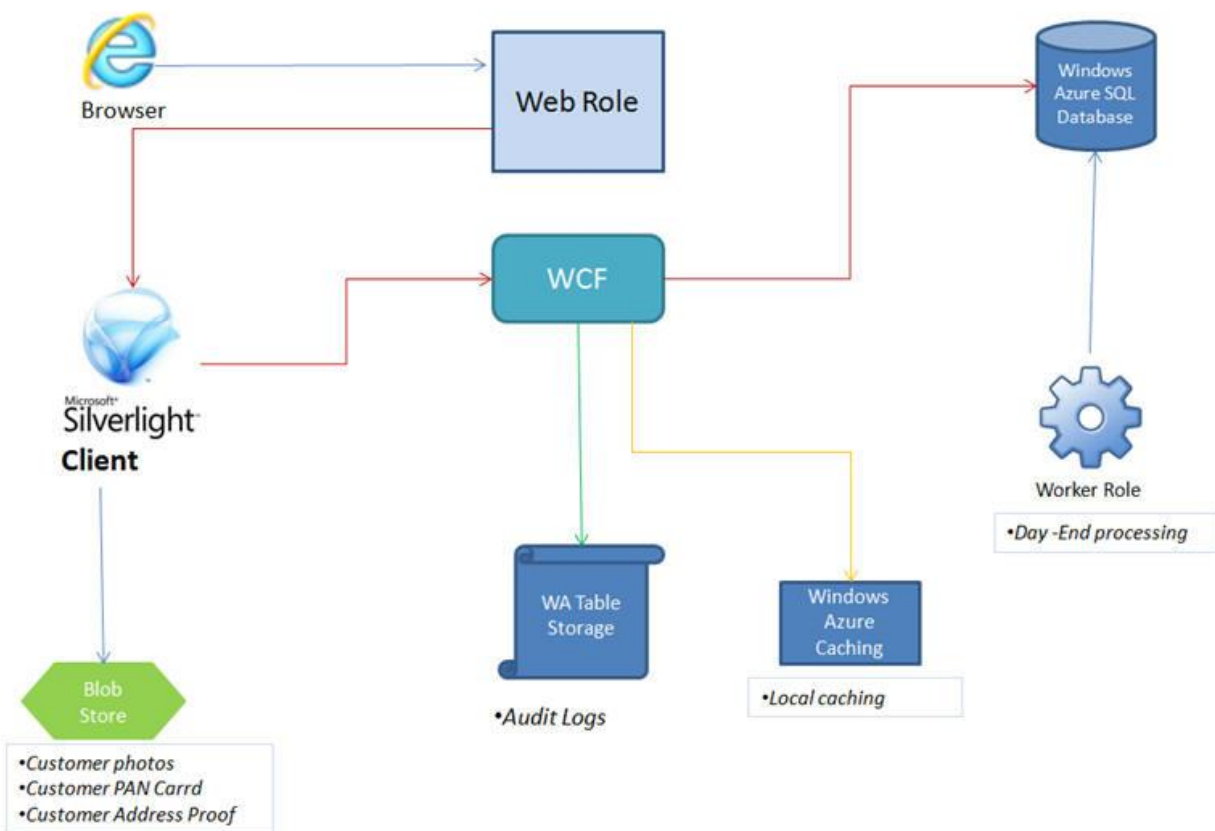 Browser
Web Role
Windows
Azure SQL
Database
WCF
Microsoft®
Silverlight™
Client
Worker Role
•Day -End processing
WA Table
Storage
Windows
Azure
Caching
•Local caching
•Audit Logs
Blob
Store
•Customer photos
•Customer PAN Carrd
•Customer Address Proof